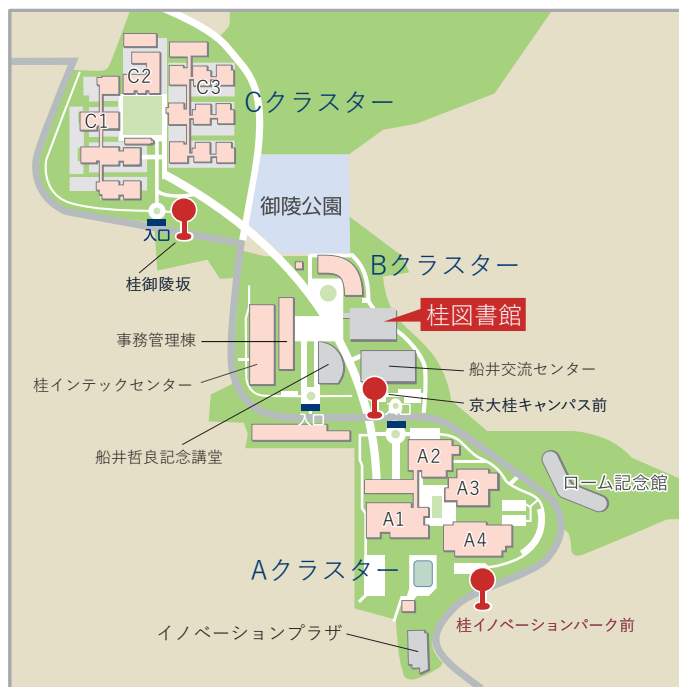 C2
C3
Cクラスター
C1
御陵公園
入口
桂御陵坂
Bクラスター
桂図書館
事務管理棟
船井交流センター
桂インテックセンター
京大桂キャンパス前
入口
船井哲良記念講堂
A2
A3
ローム記念館
A1
A4
Aクラスター
桂イノベーションパーク前
イノベーションプラザ